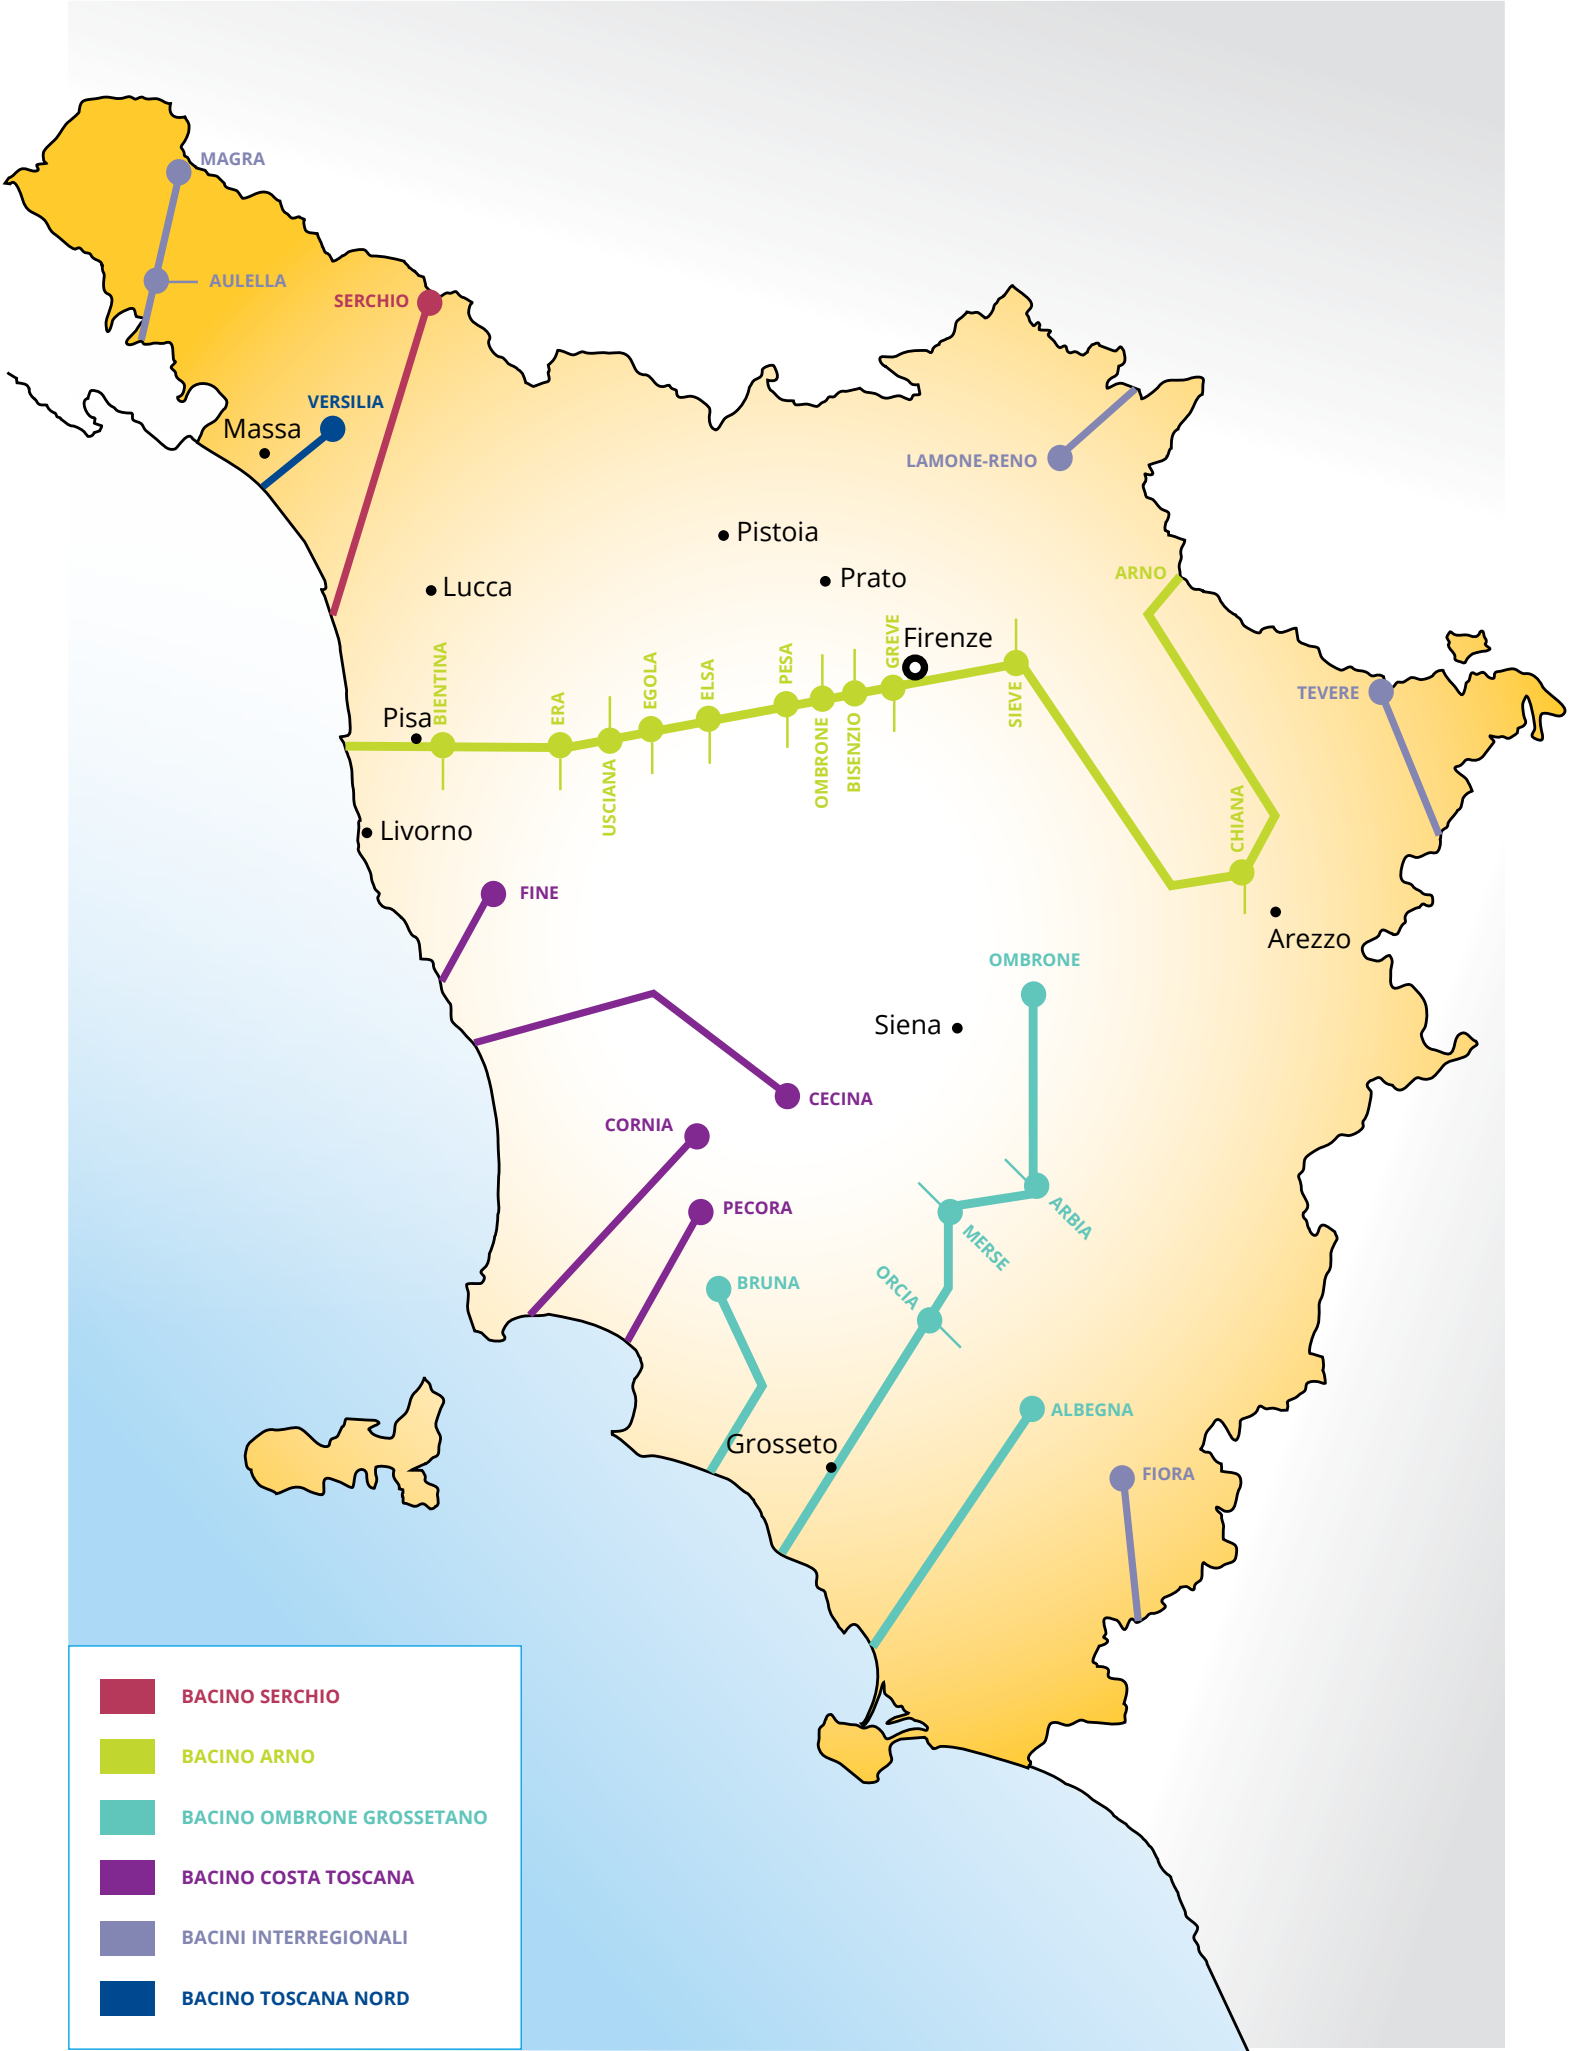 MAGRA
AULELLA
SERCHIO
VERSILIA
Massa
LAMONE-RENO
Pistoia
Prato
Lucca
ARNO
Firenze
GREVE
BIENTINA
Pisa
ERA
USCIANA
EGOLA
ELSA
PESA
OMBRONE
BISENZIO
SIEVE
TEVERE
CHIANA
Livorno
FINE
Arezzo
OMBRONE
Siena
CECINA
CORNIA
PECORA
ARBIA
MERSE
ORCIA
BRUNA
ALBEGNA
Grosseto
FIORA
BACINO SERCHIO
BACINO ARNO
BACINO OMBRONE GROSSETANO
BACINO COSTA TOSCANA
BACINI INTERREGIONALI
BACINO TOSCANA NORD